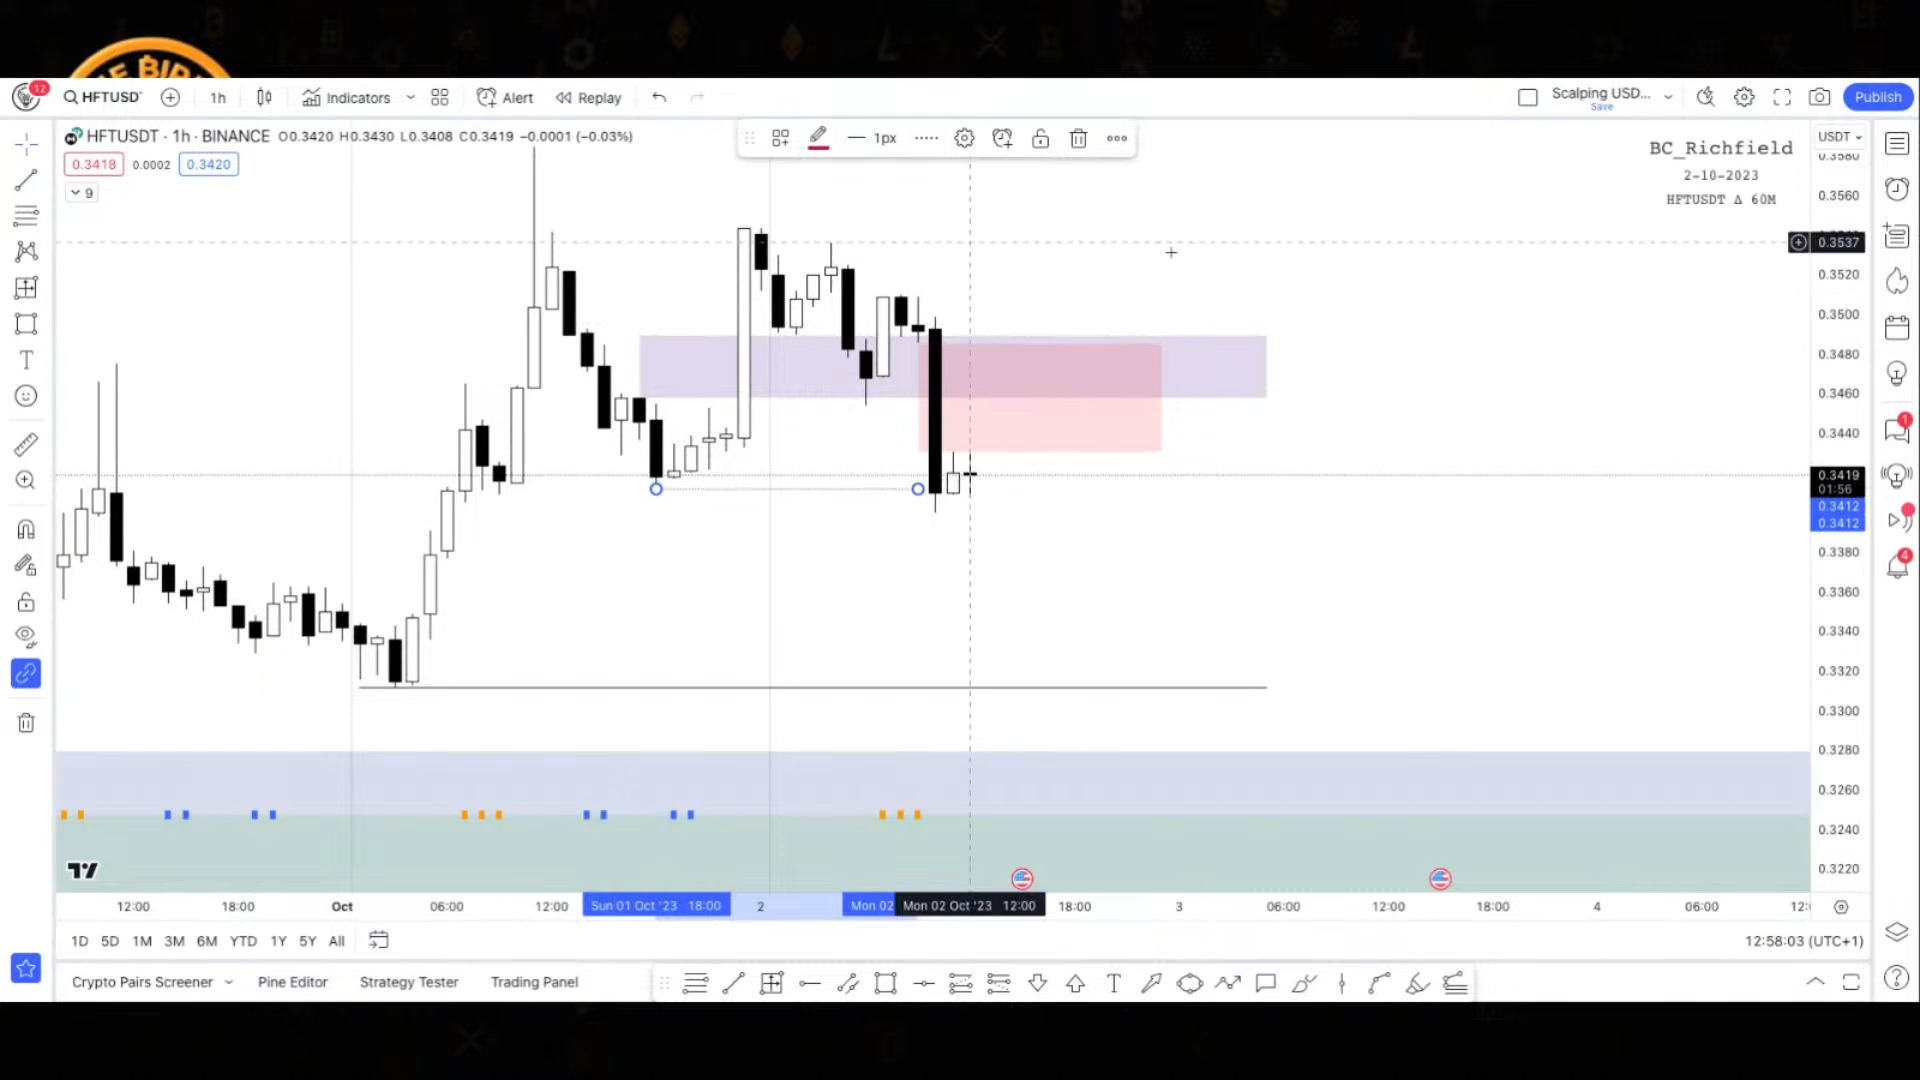 12
HFTUSD
1h
Indicators
Alert
Replay
Scalping USD...
Save
Publish
HFTUSDT · 1h · BINANCE O0.3420 H0.3430 L0.3408 C0.3419 −0.0001 (−0.03%)
1px
USDT
0.3418
0.0002
0.3420
9
BC_Richfield
2-10-2023
HFTUSDT Δ 60M
0.3580
0.3560
0.3537
0.3520
0.3500
0.3480
0.3460
0.3440
0.3419
01:56
0.3412
0.3412
0.3380
0.3360
0.3340
0.3320
0.3300
0.3280
0.3260
0.3240
0.3220
1
4
12:00 18:00 Oct 06:00 12:00 Sun 01 Oct '23 18:00 2 Mon 02 Mon 02 Oct '23 12:00 18:00 3 06:00 12:00 18:00 4 06:00 12:
1D 5D 1M 3M 6M YTD 1Y 5Y All
12:58:03 (UTC+1)
Crypto Pairs Screener
Pine Editor
Strategy Tester
Trading Panel